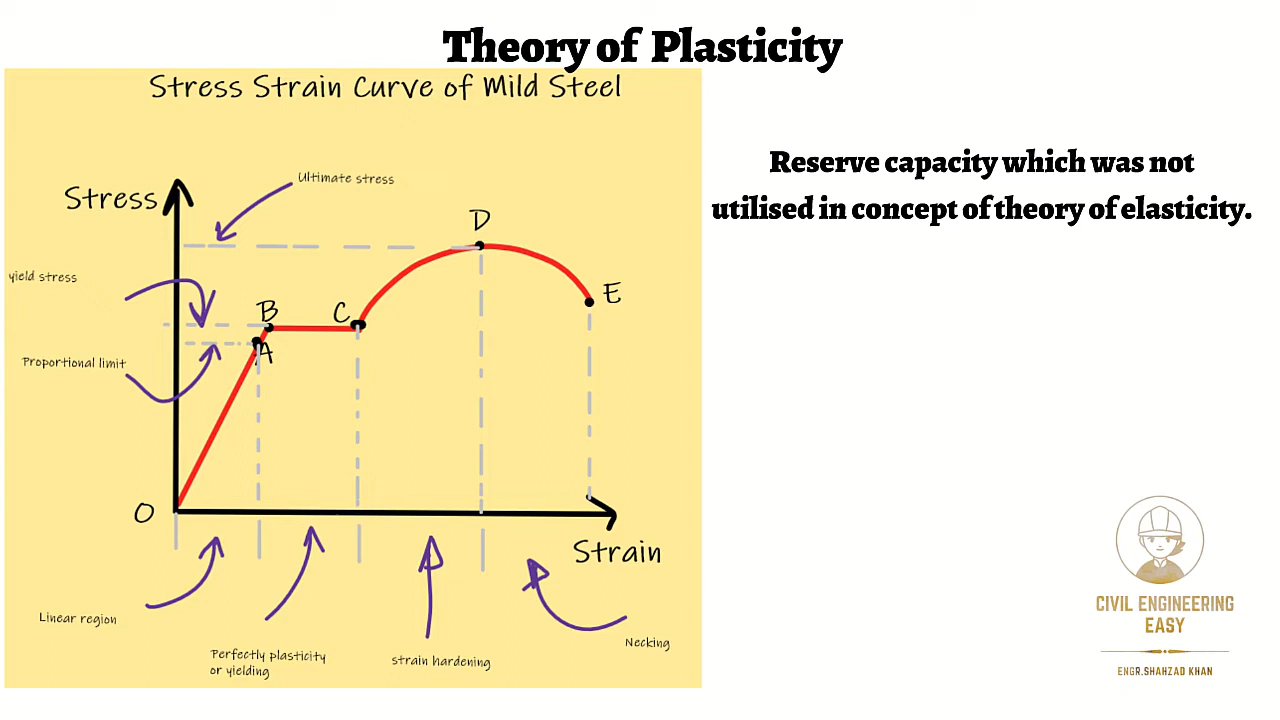 Theory of Plasticity
Stress Strain Curve of Mild Steel
Reserve capacity which was not
utilised in concept of theory of elasticity.
Ultimate stress
Stress
D
yield stress
E
B
C
A
Proportional limit
O
Strain
Linear region
Perfectly plasticity
or yielding
strain hardening
Necking
CIVIL ENGINEERING
EASY
ENGR.SHAHZAD KHAN